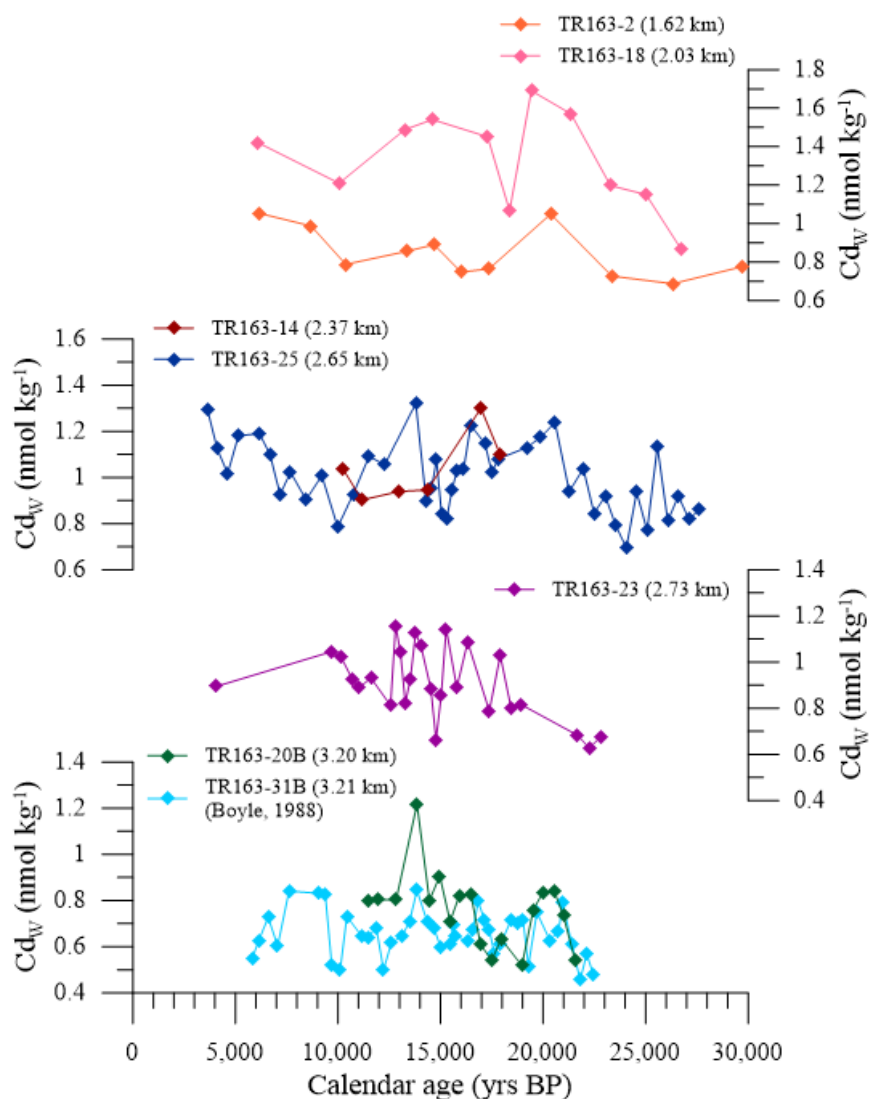 TR163-2 (1.62 km)
TR163-18 (2.03 km)
1.8
1.6
1.4
1.2
1
0.8
0.6
Cd_W (nmol kg⁻¹)
TR163-14 (2.37 km)
TR163-25 (2.65 km)
1.6
1.4
1.2
1
0.8
0.6
Cd_W (nmol kg⁻¹)
TR163-23 (2.73 km)
1.4
1.2
1
0.8
0.6
0.4
Cd_W (nmol kg⁻¹)
TR163-20B (3.20 km)
TR163-31B (3.21 km)
(Boyle, 1988)
1.4
1.2
1
0.8
0.6
0.4
Cd_W (nmol kg⁻¹)
0 5,000 10,000 15,000 20,000 25,000 30,000
Calendar age (yrs BP)